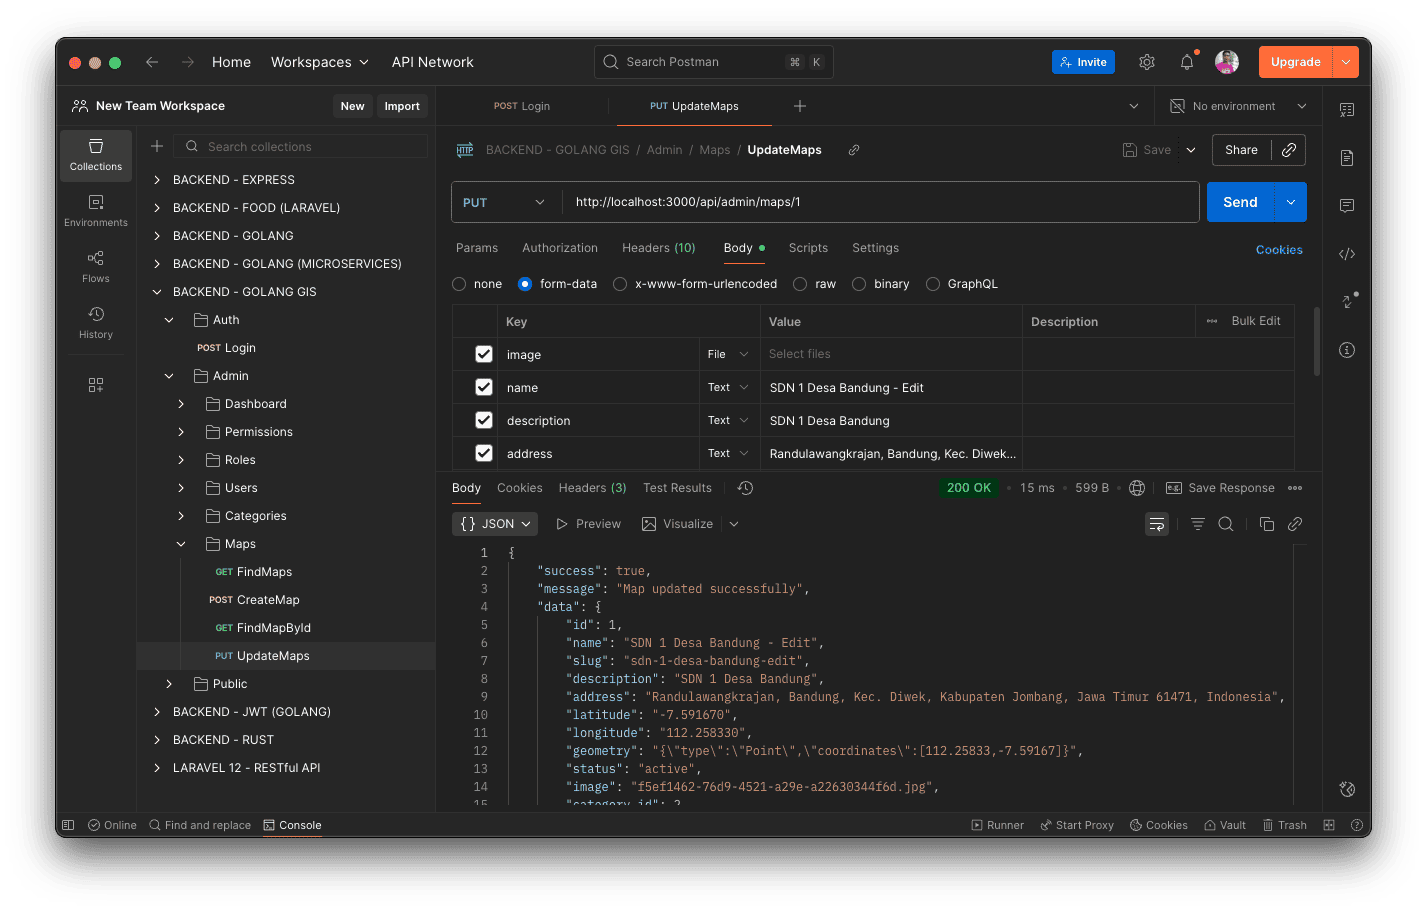 Home Workspaces API Network Search Postman ⌘ K Invite Upgrade
New Team Workspace New Import POST Login PUT UpdateMaps No environment
Collections
Environments
Flows
History
Search collections
BACKEND - EXPRESS
BACKEND - FOOD (LARAVEL)
BACKEND - GOLANG
BACKEND - GOLANG (MICROSERVICES)
BACKEND - GOLANG GIS
Auth
POST Login
Admin
Dashboard
Permissions
Roles
Users
Categories
Maps
GET FindMaps
POST CreateMap
GET FindMapById
PUT UpdateMaps
Public
BACKEND - JWT (GOLANG)
BACKEND - RUST
LARAVEL 12 - RESTful API
HTTP BACKEND - GOLANG GIS / Admin / Maps / UpdateMaps Save Share
PUT http://localhost:3000/api/admin/maps/1 Send
Params Authorization Headers (10) Body Scripts Settings Cookies
none form-data x-www-form-urlencoded raw binary GraphQL
Key Value Description Bulk Edit
image File Select files
name Text SDN 1 Desa Bandung - Edit
description Text SDN 1 Desa Bandung
address Text Randulawangkrajan, Bandung, Kec. Diwek...
Body Cookies Headers (3) Test Results 200 OK 15 ms 599 B Save Response
{} JSON Preview Visualize
1 {
2 "success": true,
3 "message": "Map updated successfully",
4 "data": {
5 "id": 1,
6 "name": "SDN 1 Desa Bandung - Edit",
7 "slug": "sdn-1-desa-bandung-edit",
8 "description": "SDN 1 Desa Bandung",
9 "address": "Randulawangkrajan, Bandung, Kec. Diwek, Kabupaten Jombang, Jawa Timur 61471, Indonesia",
10 "latitude": "-7.591670",
11 "longitude": "112.258330",
12 "geometry": "{\"type\":\"Point\",\"coordinates\":[112.25833,-7.59167]}",
13 "status": "active",
14 "image": "f5ef1462-76d9-4521-a29e-a22630344f6d.jpg",
15 "category_id": 2
Online Find and replace Console Runner Start Proxy Cookies Vault Trash